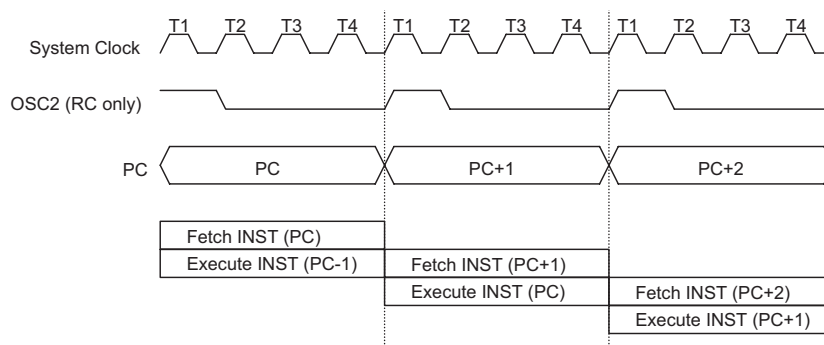 T1 T2 T3 T4 T1 T2 T3 T4 T1 T2 T3 T4
System Clock
OSC2 (RC only)
PC PC PC+1 PC+2
Fetch INST (PC)
Execute INST (PC-1) Fetch INST (PC+1)
Execute INST (PC) Fetch INST (PC+2)
Execute INST (PC+1)